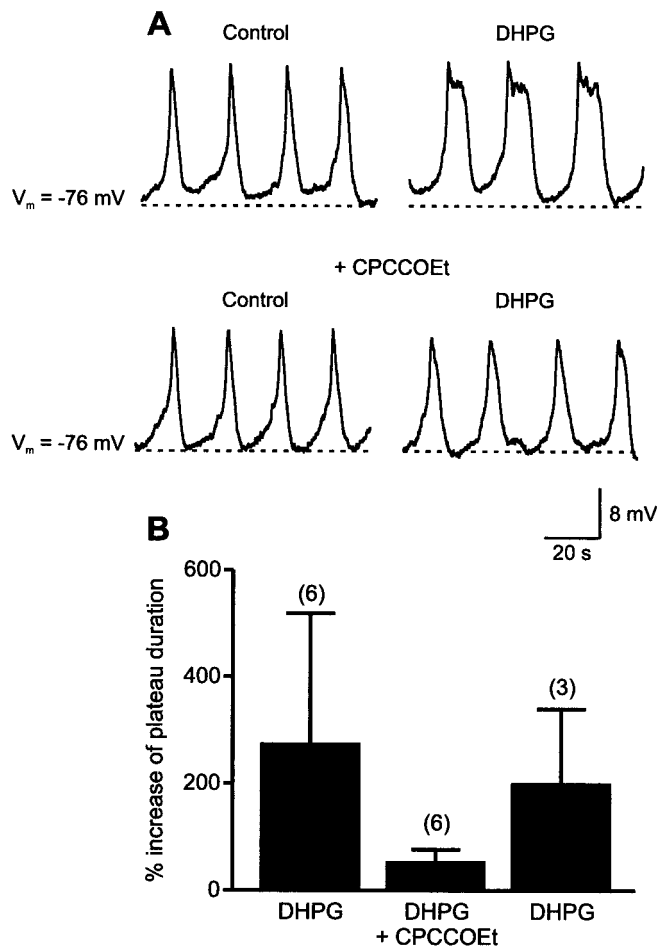 A
Control DHPG
Vm = -76 mV
+ CPCCOEt
Control DHPG
Vm = -76 mV
8 mV
20 s
B
% increase of plateau duration
600
400
200
0
(6)
(6)
(3)
DHPG DHPG DHPG
+ CPCCOEt